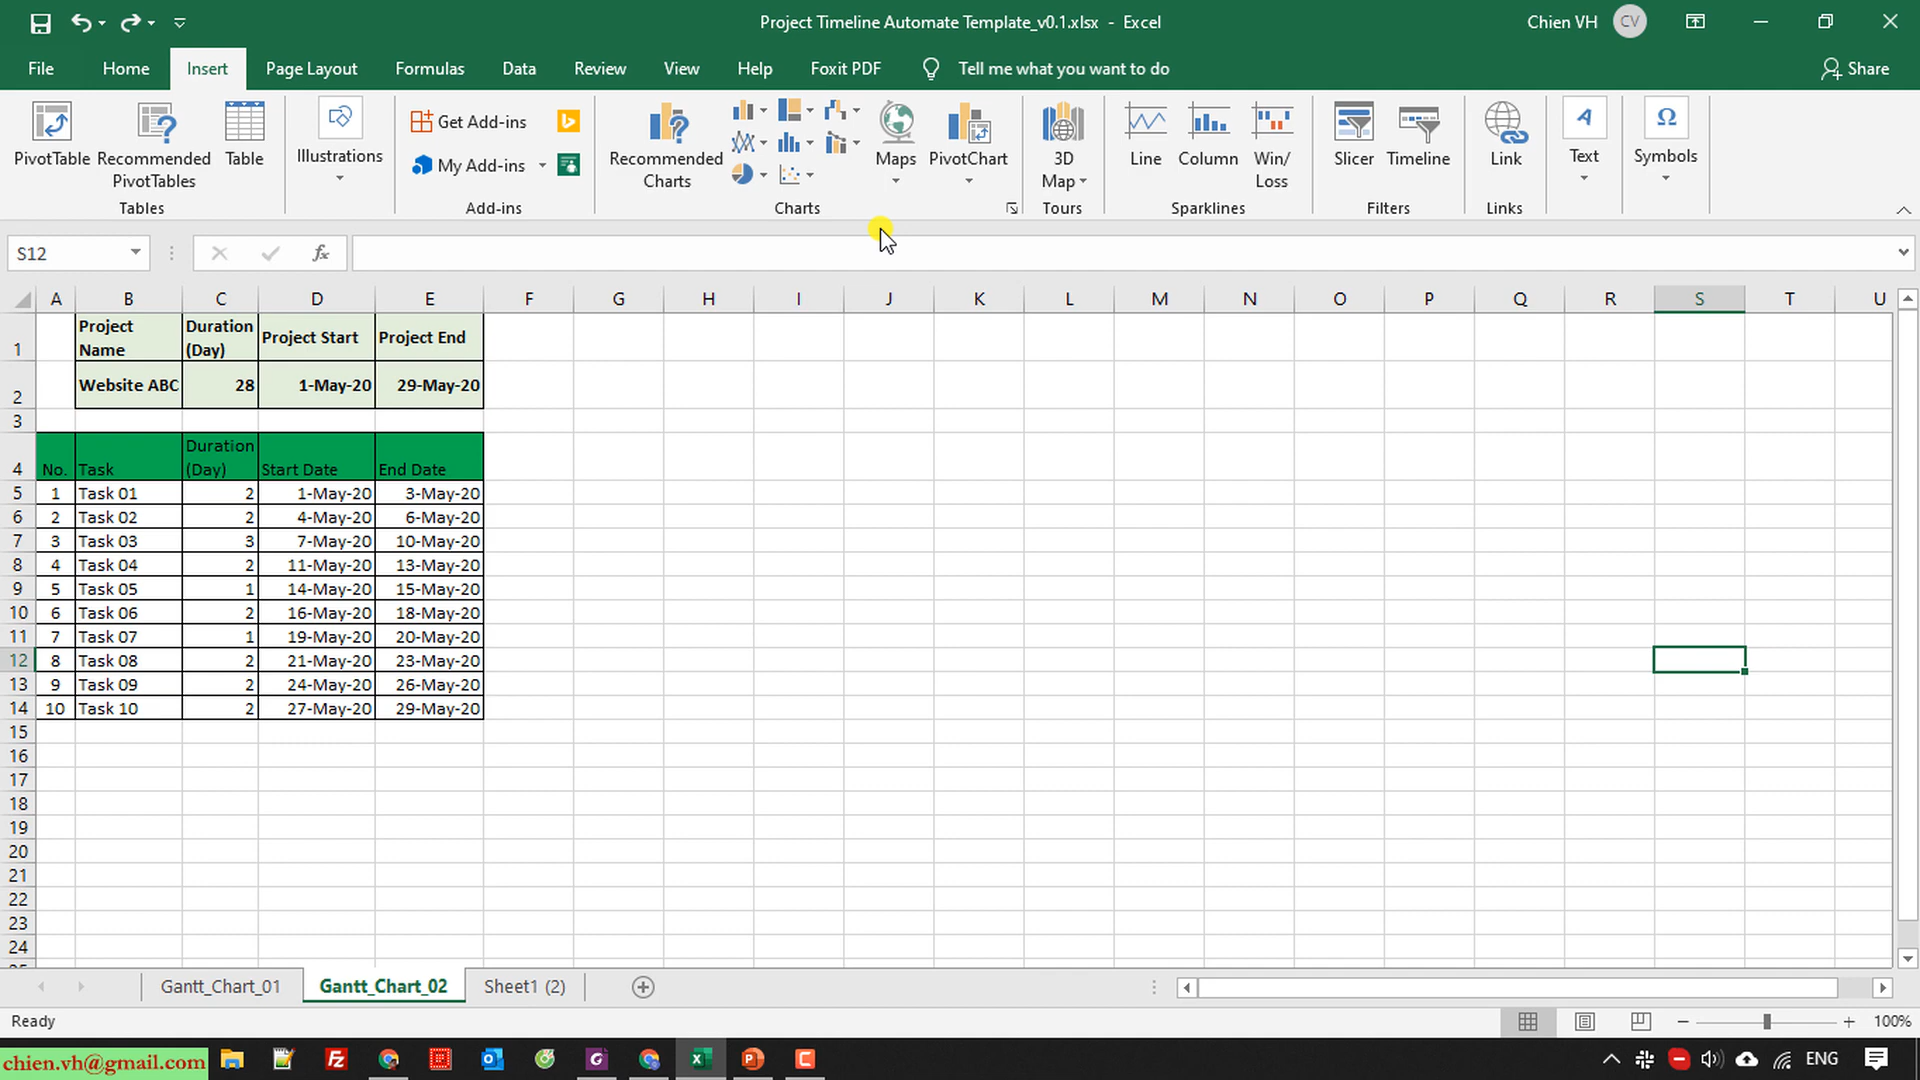 Project Timeline Automate Template_v0.1.xlsx - Excel
Chien VH
CV
File Home Insert Page Layout Formulas Data Review View Help Foxit PDF Tell me what you want to do Share
PivotTable
Recommended PivotTables
Table
Tables
Illustrations
Get Add-ins
My Add-ins
Add-ins
Recommended Charts
Maps
PivotChart
Charts
3D Map
Tours
Line
Column
Win/ Loss
Sparklines
Slicer
Timeline
Filters
Link
Links
Text
Symbols
S12
fx
A B C D E F G H I J K L M N O P Q R S T U
1 Project Name Duration (Day) Project Start Project End
2 Website ABC 28 1-May-20 29-May-20
3
4 No. Task Duration (Day) Start Date End Date
5 1 Task 01 2 1-May-20 3-May-20
6 2 Task 02 2 4-May-20 6-May-20
7 3 Task 03 3 7-May-20 10-May-20
8 4 Task 04 2 11-May-20 13-May-20
9 5 Task 05 1 14-May-20 15-May-20
10 6 Task 06 2 16-May-20 18-May-20
11 7 Task 07 1 19-May-20 20-May-20
12 8 Task 08 2 21-May-20 23-May-20
13 9 Task 09 2 24-May-20 26-May-20
14 10 Task 10 2 27-May-20 29-May-20
15
16
17
18
19
20
21
22
23
24
Gantt_Chart_01 Gantt_Chart_02 Sheet1 (2)
Ready
100%
chien.vh@gmail.com
ENG